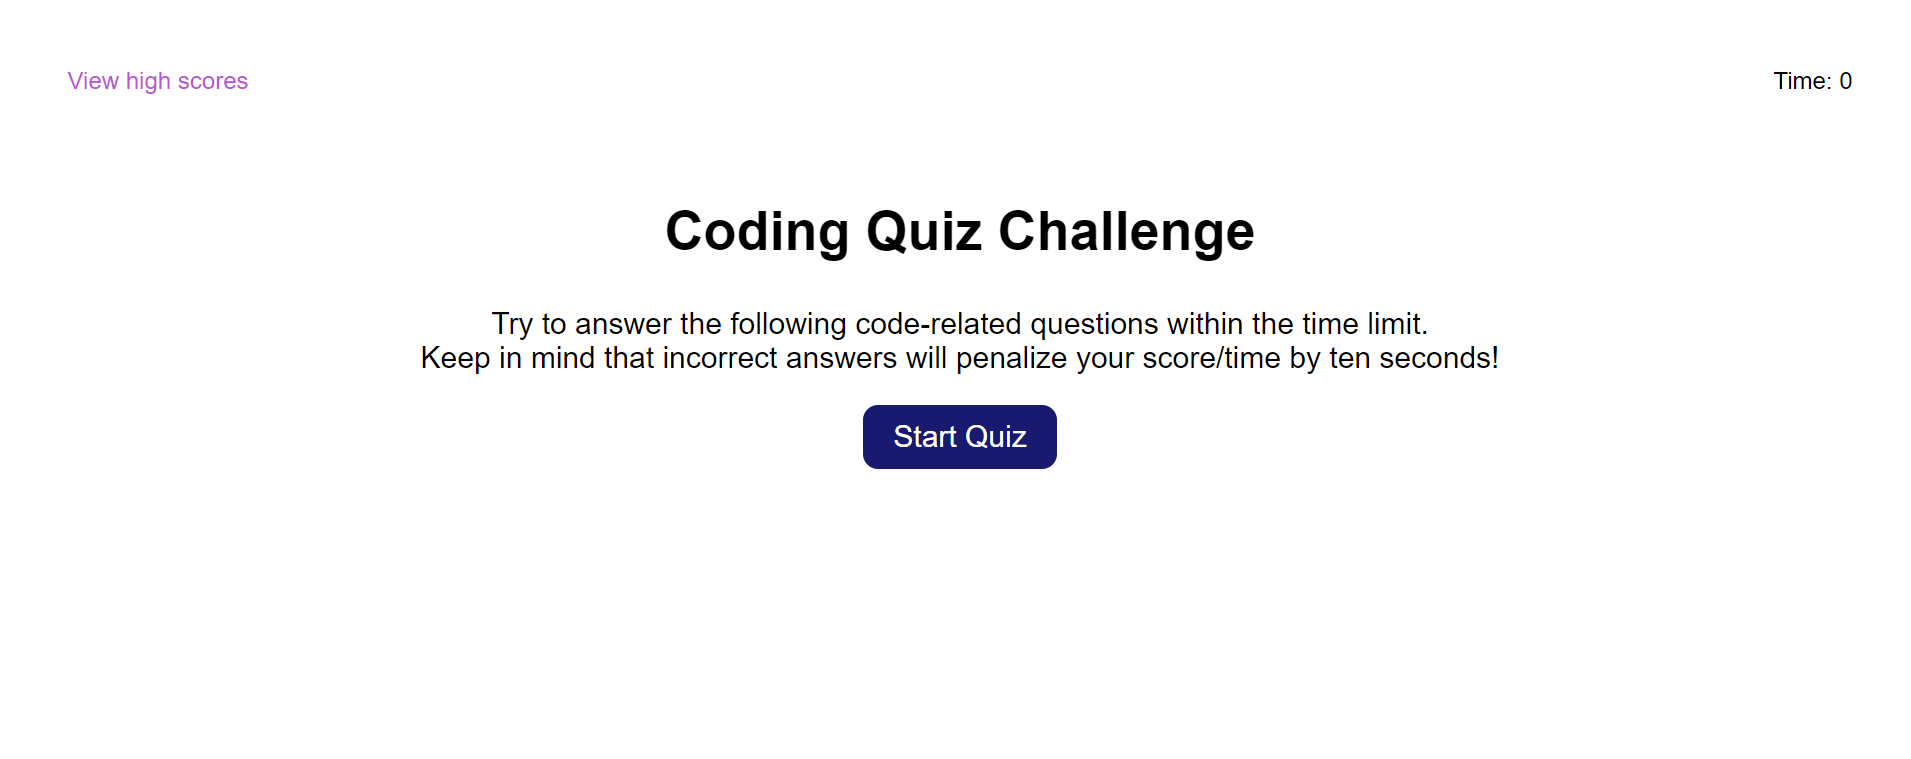 View high scores
Time: 0
Coding Quiz Challenge
Try to answer the following code-related questions within the time limit.
Keep in mind that incorrect answers will penalize your score/time by ten seconds!
Start Quiz